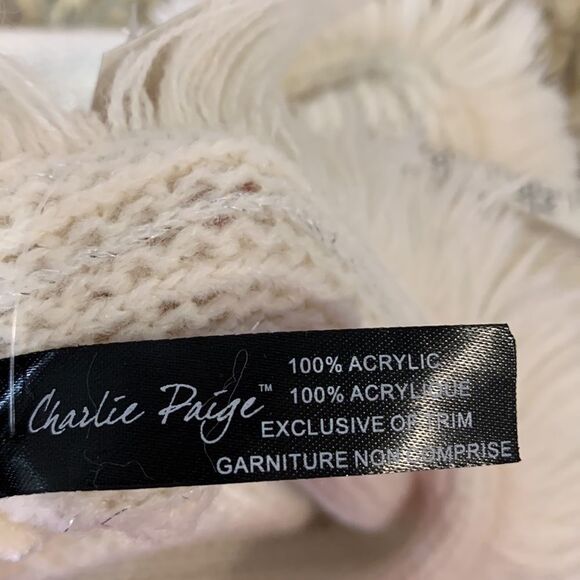 Charlie Paige™
100% ACRYLIC
100% ACRYLIQUE
EXCLUSIVE OF TRIM
GARNITURE NON COMPRISE